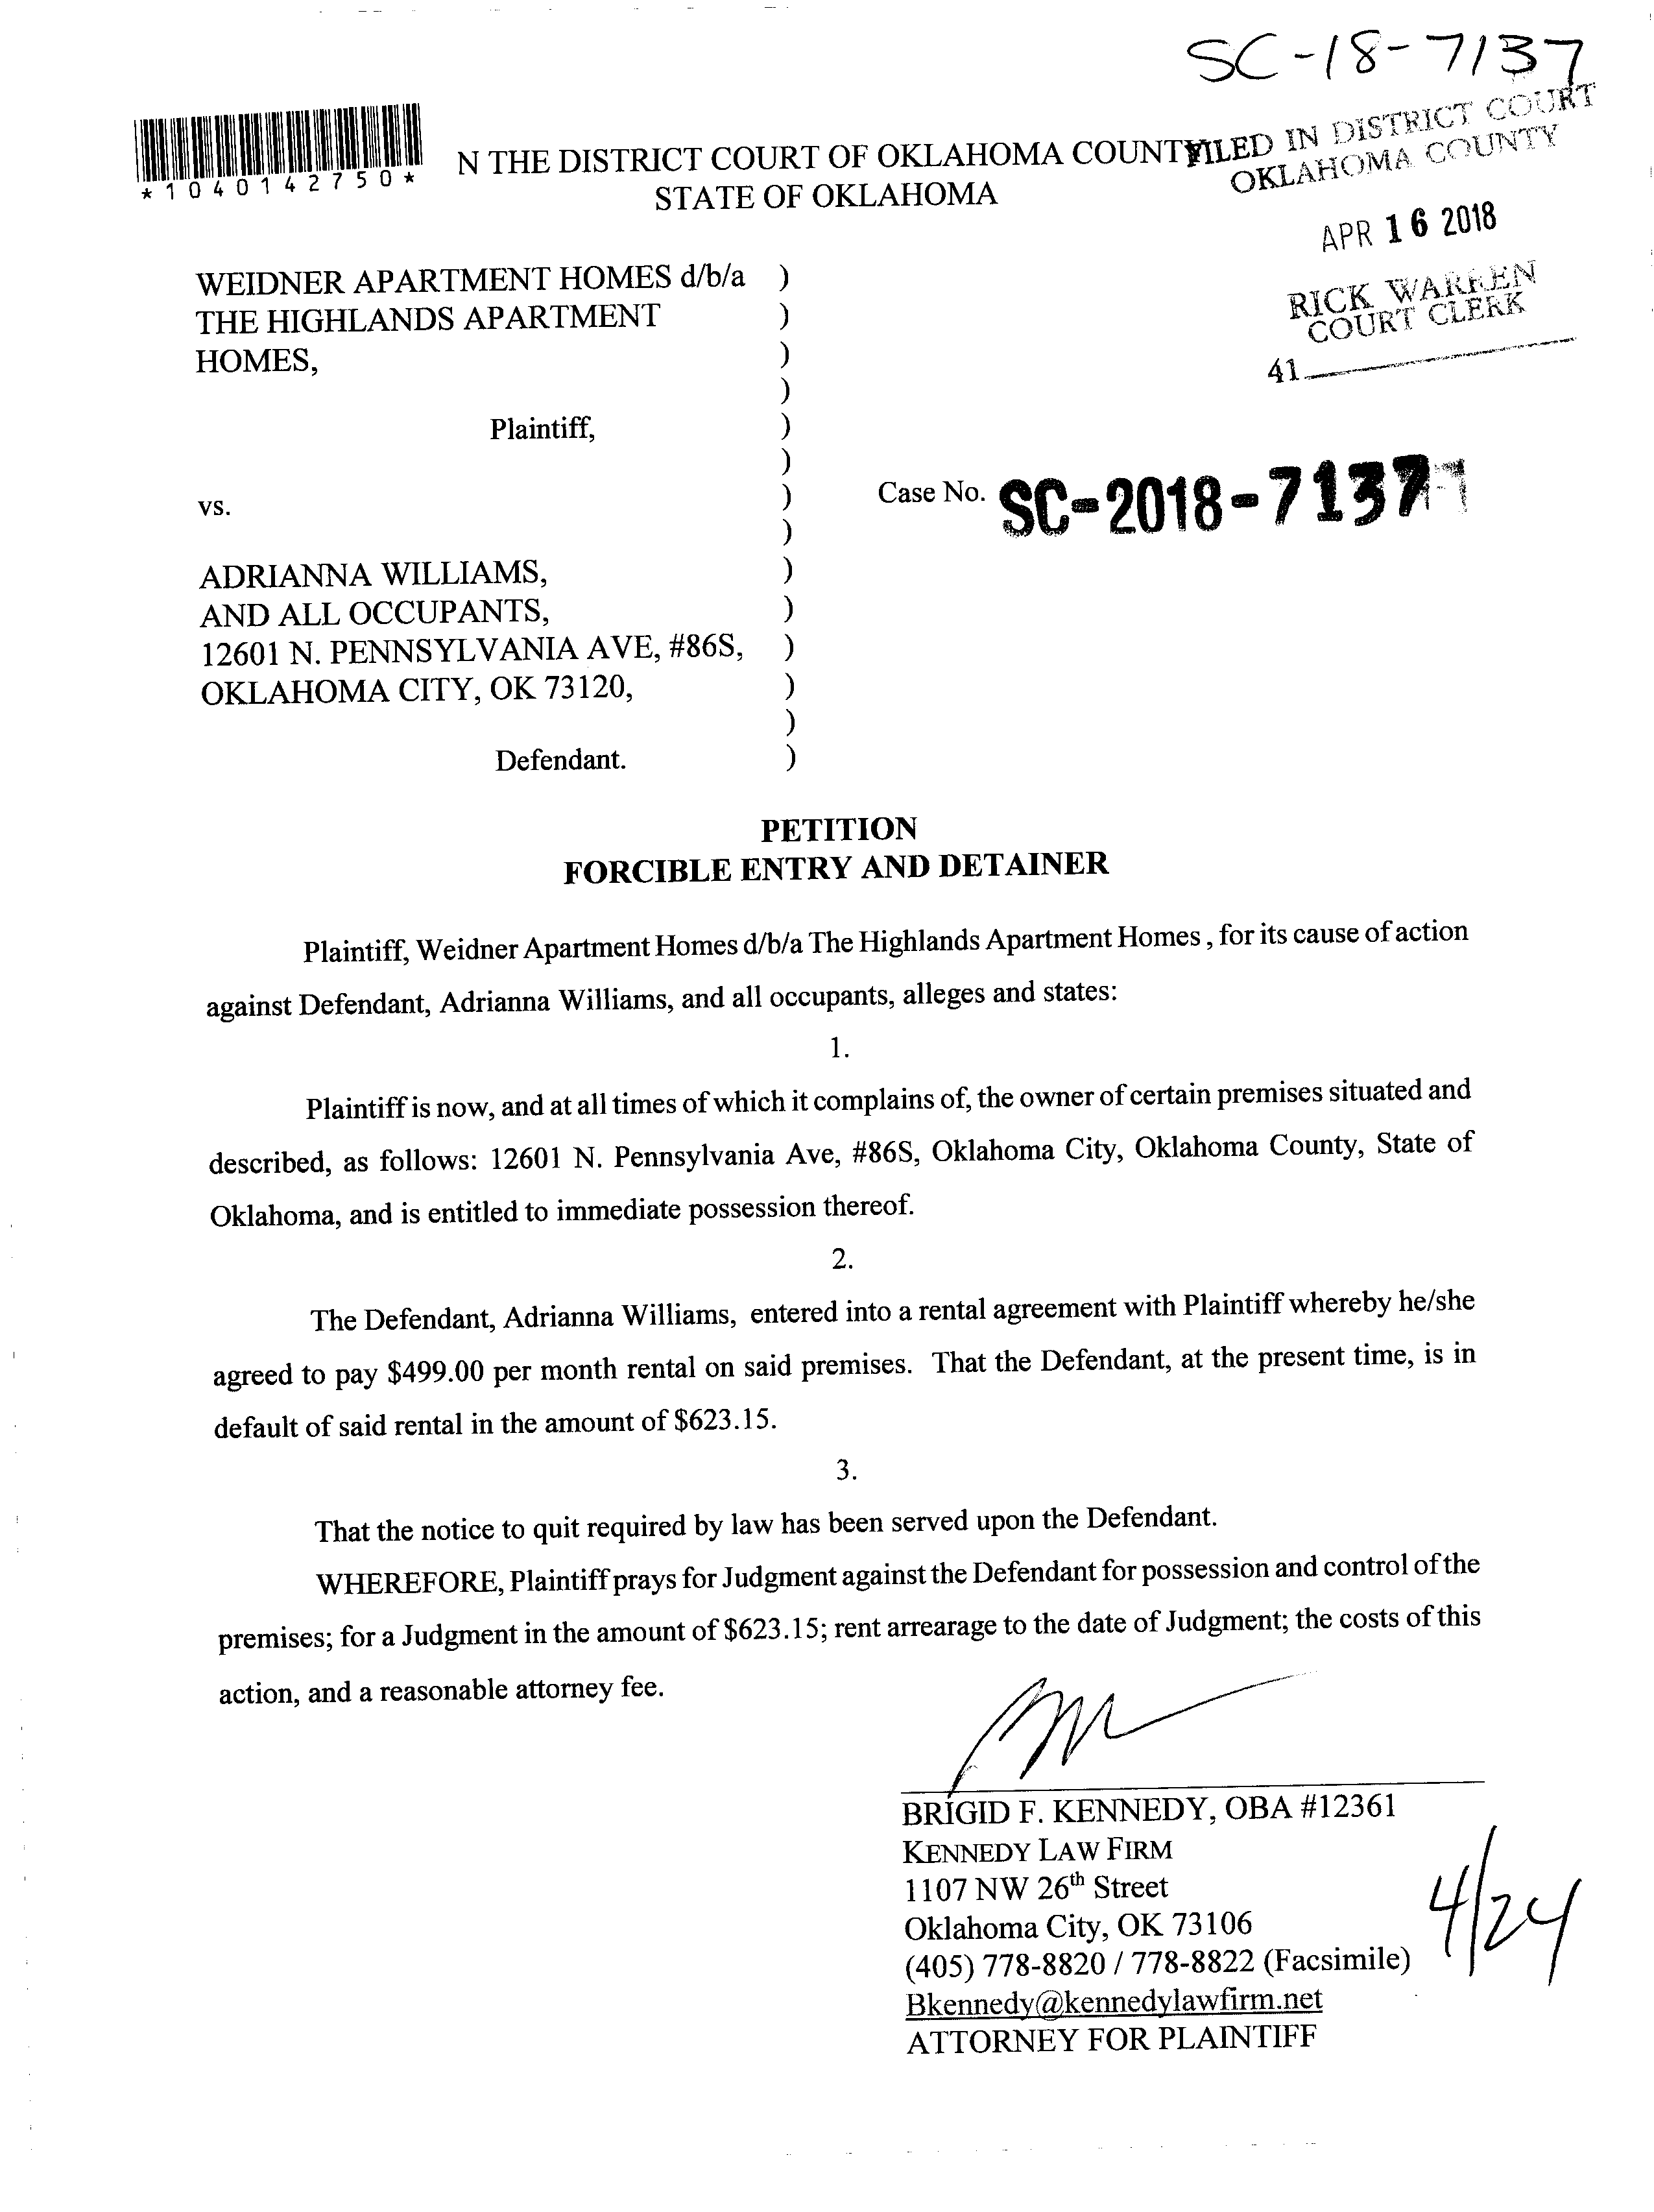 SC-18-7137
*1040142750*
N THE DISTRICT COURT OF OKLAHOMA COUNTY
STATE OF OKLAHOMA
FILED IN DISTRICT COURT
OKLAHOMA COUNTY
APR 16 2018
RICK WARREN
COURT CLERK
41
WEIDNER APARTMENT HOMES d/b/a )
THE HIGHLANDS APARTMENT )
HOMES, )
)
Plaintiff, )
)
vs. )
)
ADRIANNA WILLIAMS, )
AND ALL OCCUPANTS, )
12601 N. PENNSYLVANIA AVE, #86S, )
OKLAHOMA CITY, OK 73120, )
)
Defendant. )
Case No. SC-2018-7137
PETITION
FORCIBLE ENTRY AND DETAINER
Plaintiff, Weidner Apartment Homes d/b/a The Highlands Apartment Homes , for its cause of action
against Defendant, Adrianna Williams, and all occupants, alleges and states:
1.
Plaintiff is now, and at all times of which it complains of, the owner of certain premises situated and
described, as follows: 12601 N. Pennsylvania Ave, #86S, Oklahoma City, Oklahoma County, State of
Oklahoma, and is entitled to immediate possession thereof.
2.
The Defendant, Adrianna Williams, entered into a rental agreement with Plaintiff whereby he/she
agreed to pay $499.00 per month rental on said premises. That the Defendant, at the present time, is in
default of said rental in the amount of $623.15.
3.
That the notice to quit required by law has been served upon the Defendant.
WHEREFORE, Plaintiff prays for Judgment against the Defendant for possession and control of the
premises; for a Judgment in the amount of $623.15; rent arrearage to the date of Judgment; the costs of this
action, and a reasonable attorney fee.
BRIGID F. KENNEDY, OBA #12361
KENNEDY LAW FIRM
1107 NW 26th Street
Oklahoma City, OK 73106
(405) 778-8820 / 778-8822 (Facsimile)
Bkennedy@kennedylawfirm.net
ATTORNEY FOR PLAINTIFF
4/24